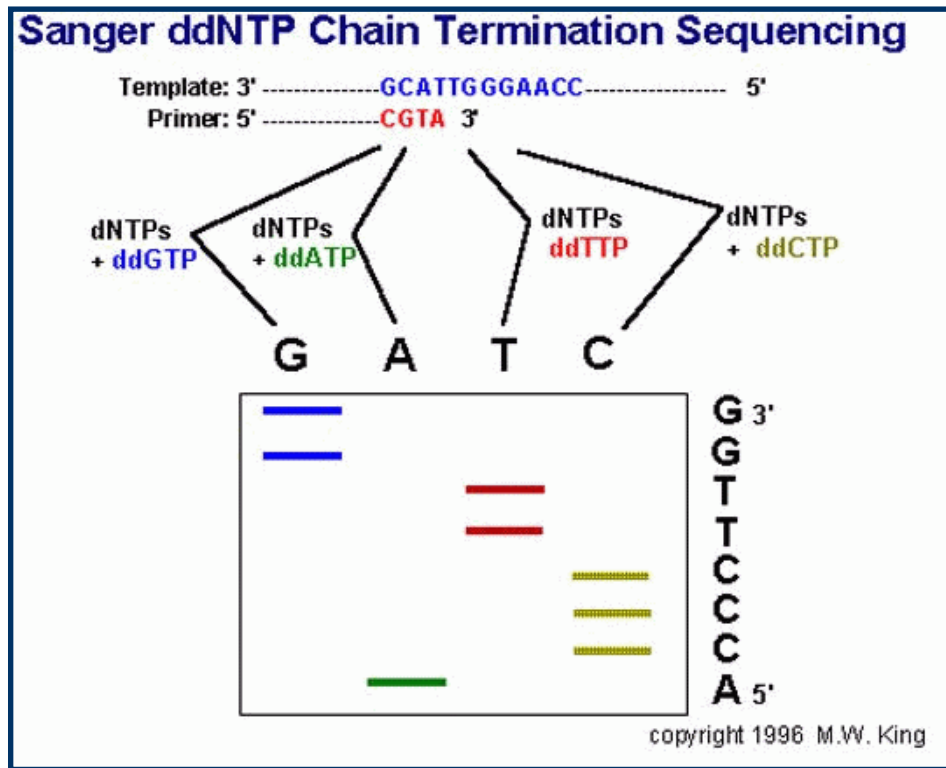 Sanger ddNTP Chain Termination Sequencing
Template: 3' --------------GCATTGGGAACC----------------- 5'
Primer: 5' --------------CGTA 3'
dNTPs
+ ddGTP
dNTPs
+ ddATP
dNTPs
ddTTP
dNTPs
+ ddCTP
G A T C
G 3'
G
T
T
C
C
C
A 5'
copyright 1996 M.W. King